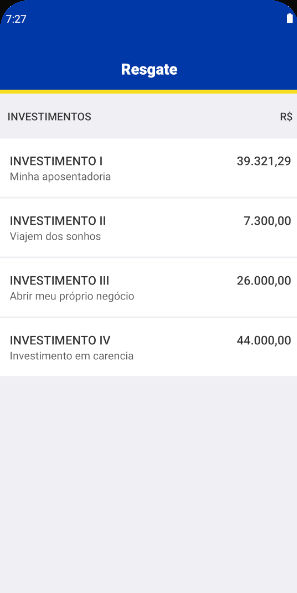 7:27
Resgate
INVESTIMENTOS R$
INVESTIMENTO I 39.321,29
Minha aposentadoria
INVESTIMENTO II 7.300,00
Viajem dos sonhos
INVESTIMENTO III 26.000,00
Abrir meu próprio negócio
INVESTIMENTO IV 44.000,00
Investimento em carencia